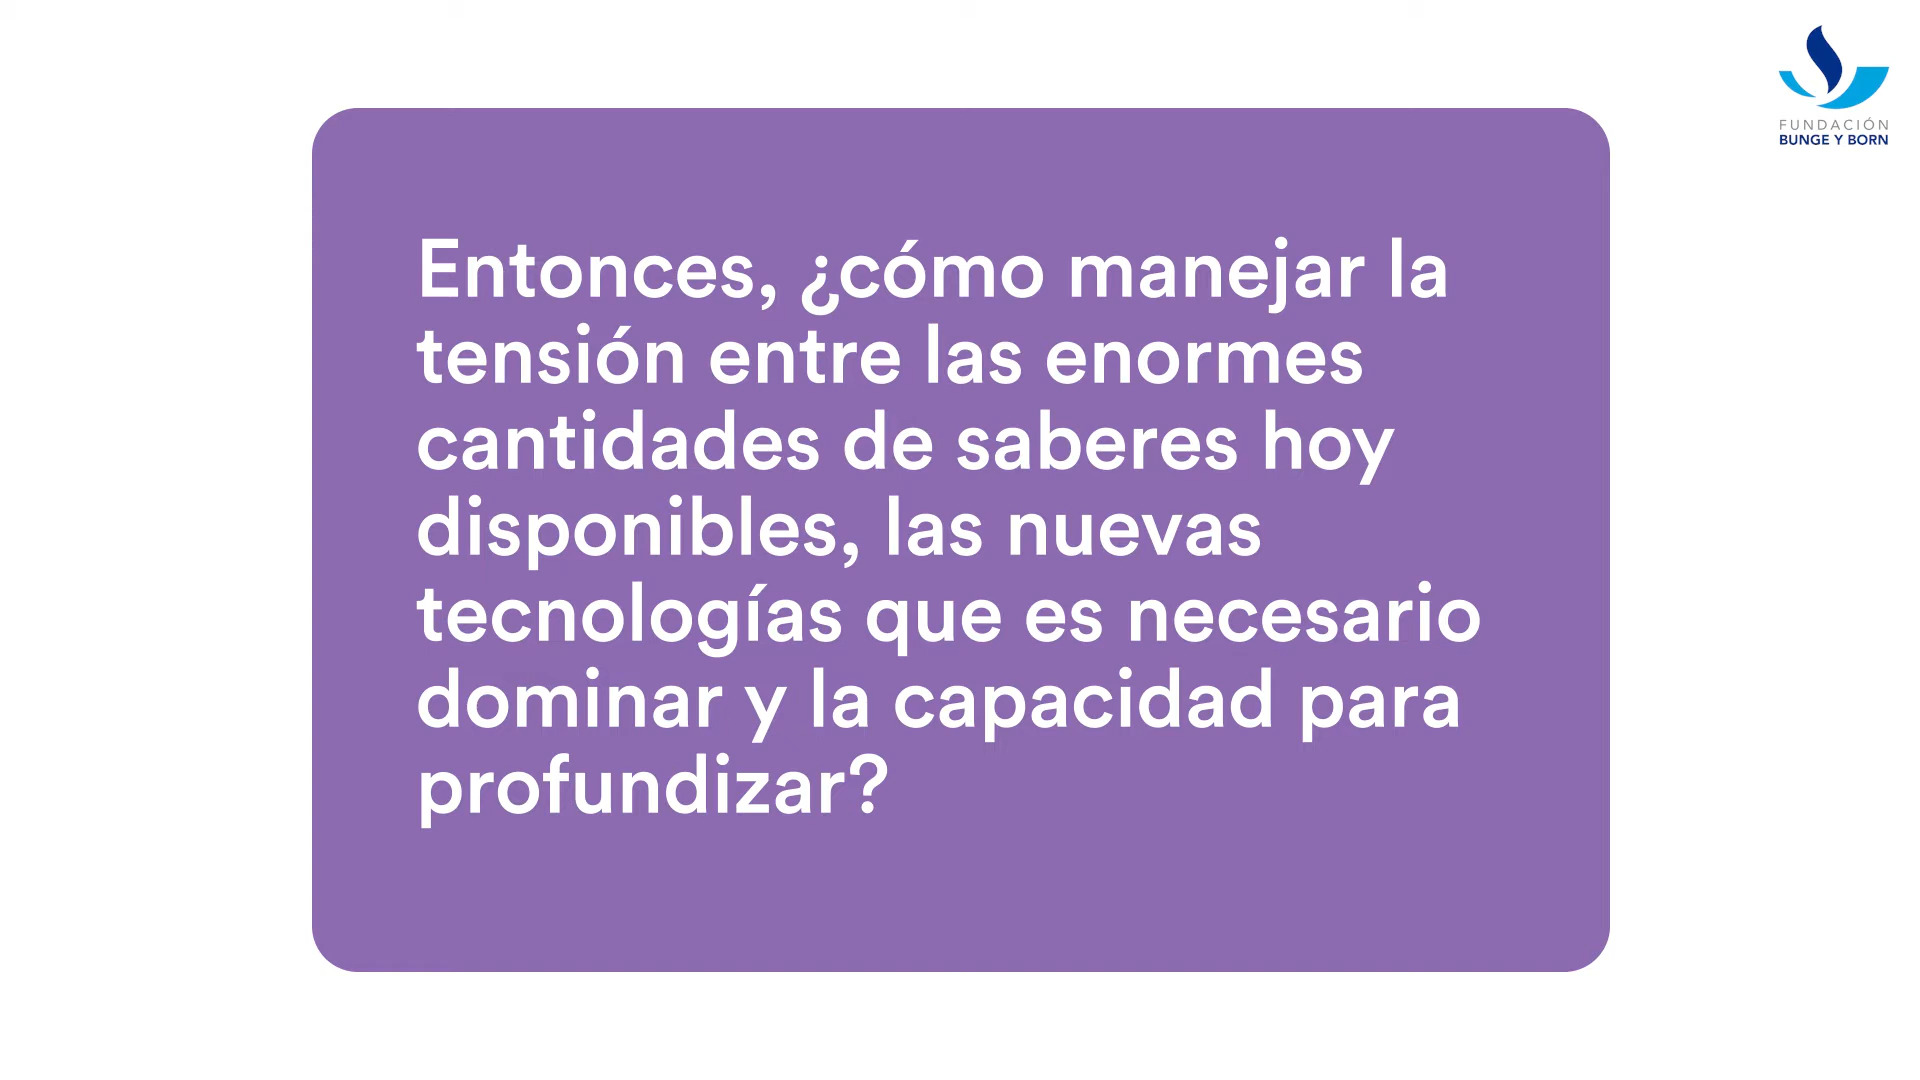 FUNDACIÓN
BUNGE Y BORN
Entonces, ¿cómo manejar la
tensión entre las enormes
cantidades de saberes hoy
disponibles, las nuevas
tecnologías que es necesario
dominar y la capacidad para
profundizar?